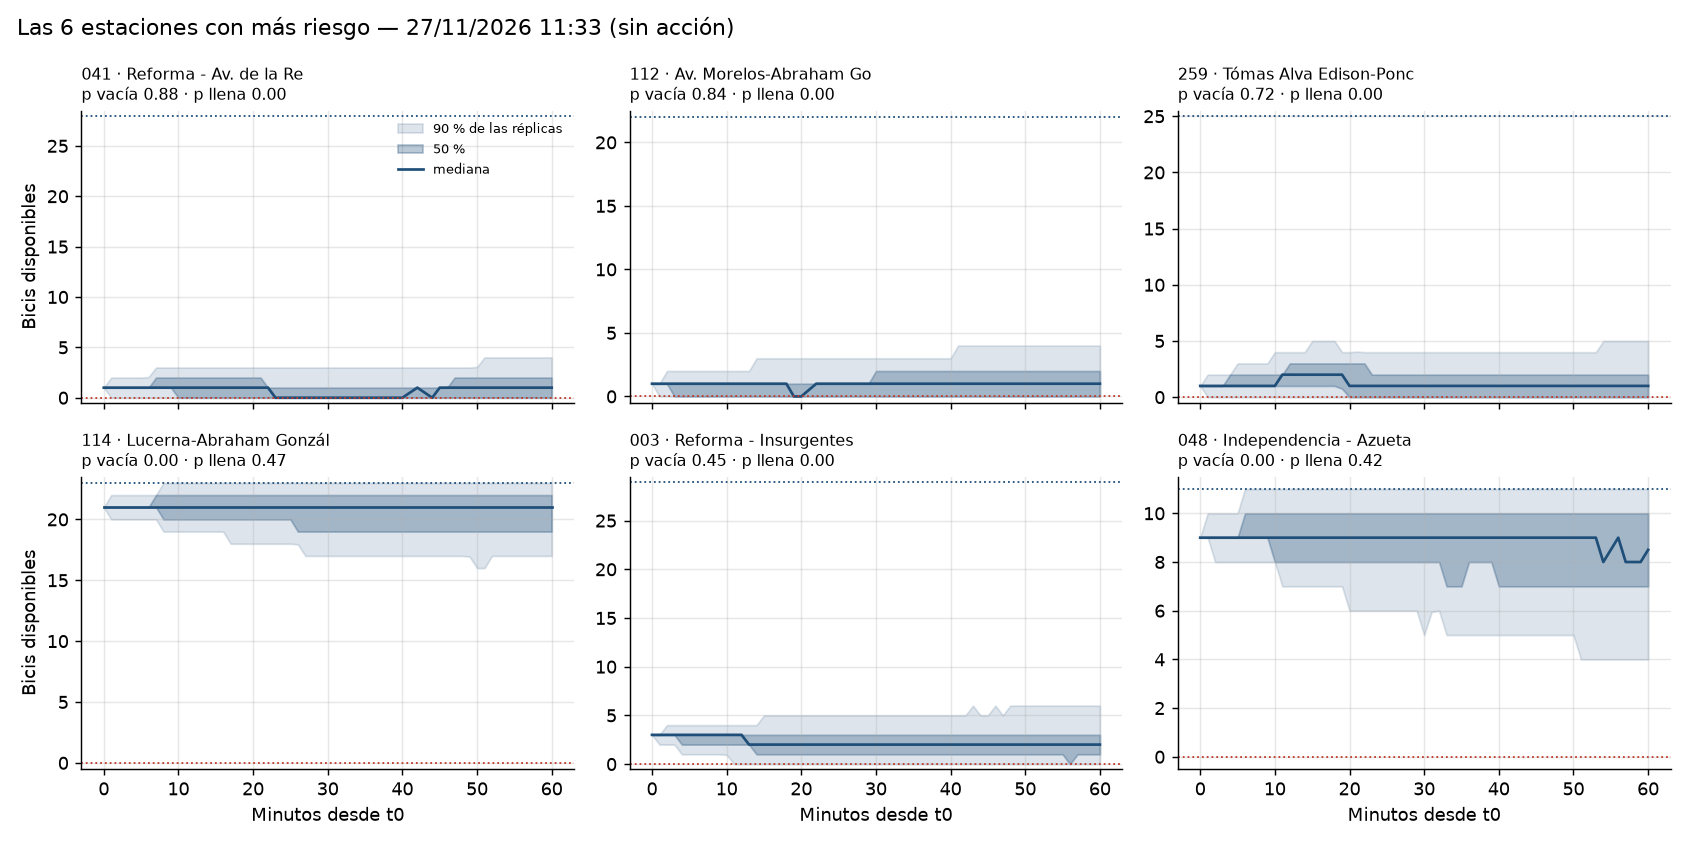 Las 6 estaciones con más riesgo — 27/11/2026 11:33 (sin acción)
041 · Reforma - Av. de la Re
p vacía 0.88 · p llena 0.00
90 % de las réplicas
50 %
mediana
Bicis disponibles
25
20
15
10
5
0
112 · Av. Morelos-Abraham Go
p vacía 0.84 · p llena 0.00
20
15
10
5
0
259 · Tómas Alva Edison-Ponc
p vacía 0.72 · p llena 0.00
25
20
15
10
5
0
114 · Lucerna-Abraham Gonzál
p vacía 0.00 · p llena 0.47
Bicis disponibles
20
15
10
5
0
0 10 20 30 40 50 60
Minutos desde t0
003 · Reforma - Insurgentes
p vacía 0.45 · p llena 0.00
25
20
15
10
5
0
0 10 20 30 40 50 60
Minutos desde t0
048 · Independencia - Azueta
p vacía 0.00 · p llena 0.42
10
8
6
4
2
0
0 10 20 30 40 50 60
Minutos desde t0